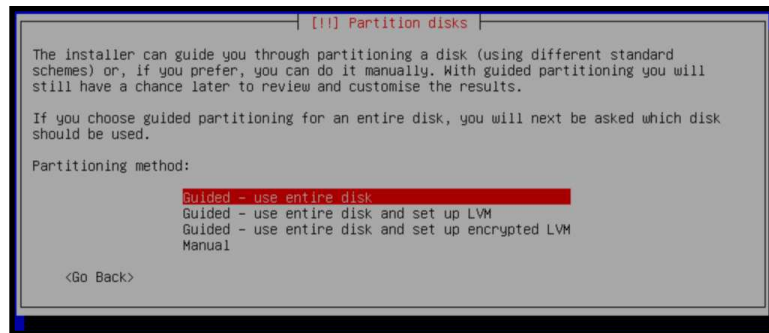 [!!] Partition disks
The installer can guide you through partitioning a disk (using different standard
schemes) or, if you prefer, you can do it manually. With guided partitioning you will
still have a chance later to review and customise the results.
If you choose guided partitioning for an entire disk, you will next be asked which disk
should be used.
Partitioning method:
Guided – use entire disk
Guided – use entire disk and set up LVM
Guided – use entire disk and set up encrypted LVM
Manual
<Go Back>